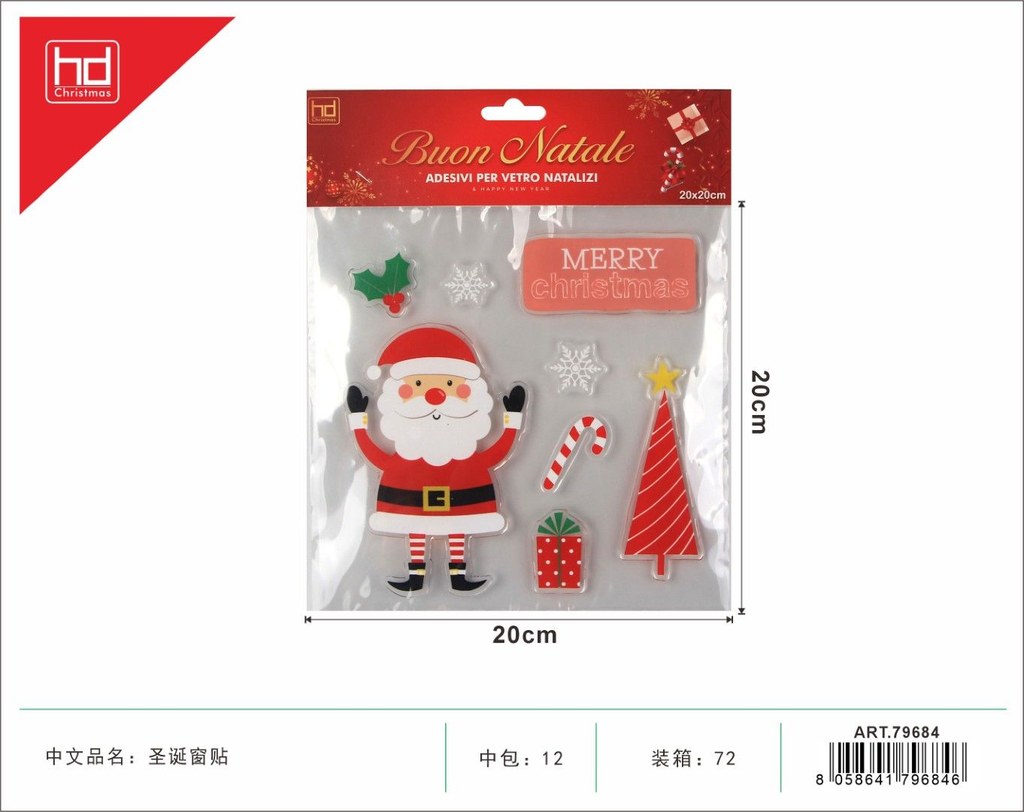 hd
Christmas
hd
Christmas
Buon Natale
ADESIVI PER VETRO NATALIZI
& HAPPY NEW YEAR
20x20cm
MERRY
christmas
20cm
20cm
中文品名：圣诞窗贴
中包：12
装箱：72
ART.79684
8 058641 796846